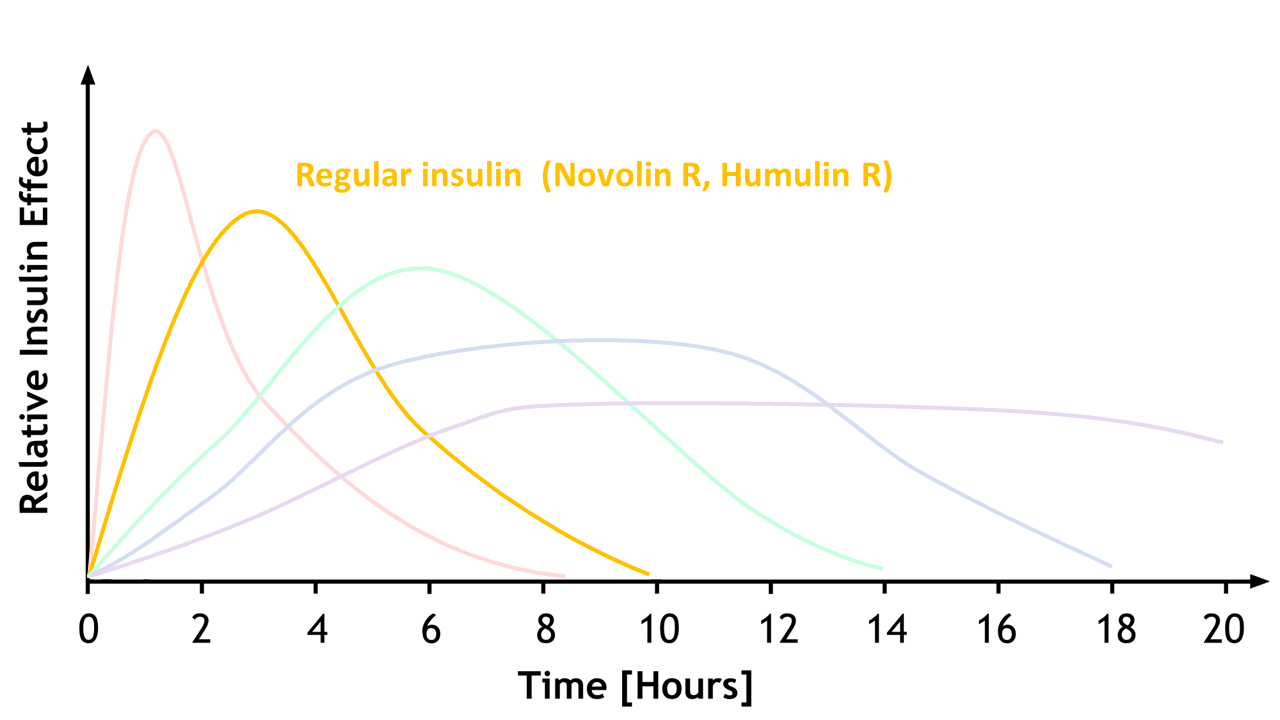 Relative Insulin Effect
Regular insulin  (Novolin R, Humulin R)
0 2 4 6 8 10 12 14 16 18 20
Time [Hours]